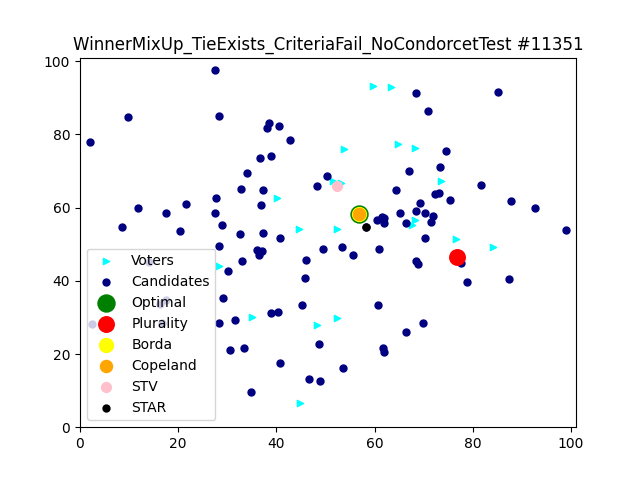 WinnerMixUp_TieExists_CriteriaFail_NoCondorcetTest #11351
100
80
60
40
20
0
Voters
Candidates
Optimal
Plurality
Borda
Copeland
STV
STAR
0 20 40 60 80 100